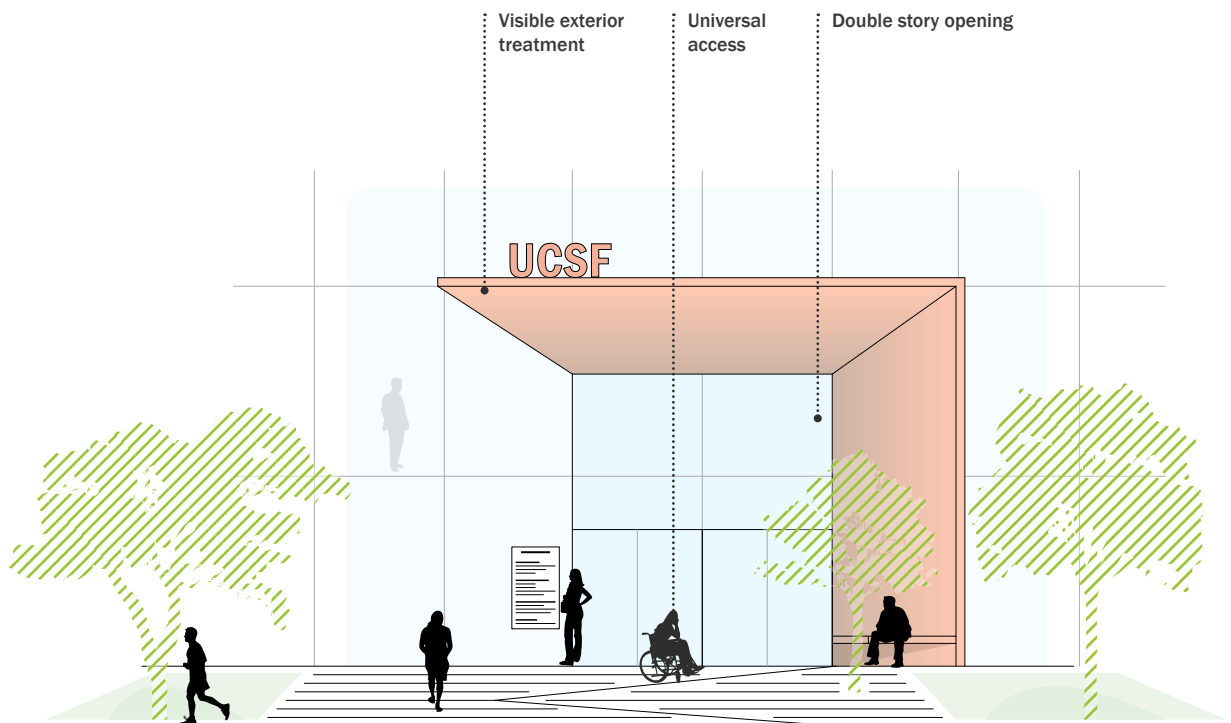 Visible exterior
treatment
Universal
access
Double story opening
UCSF